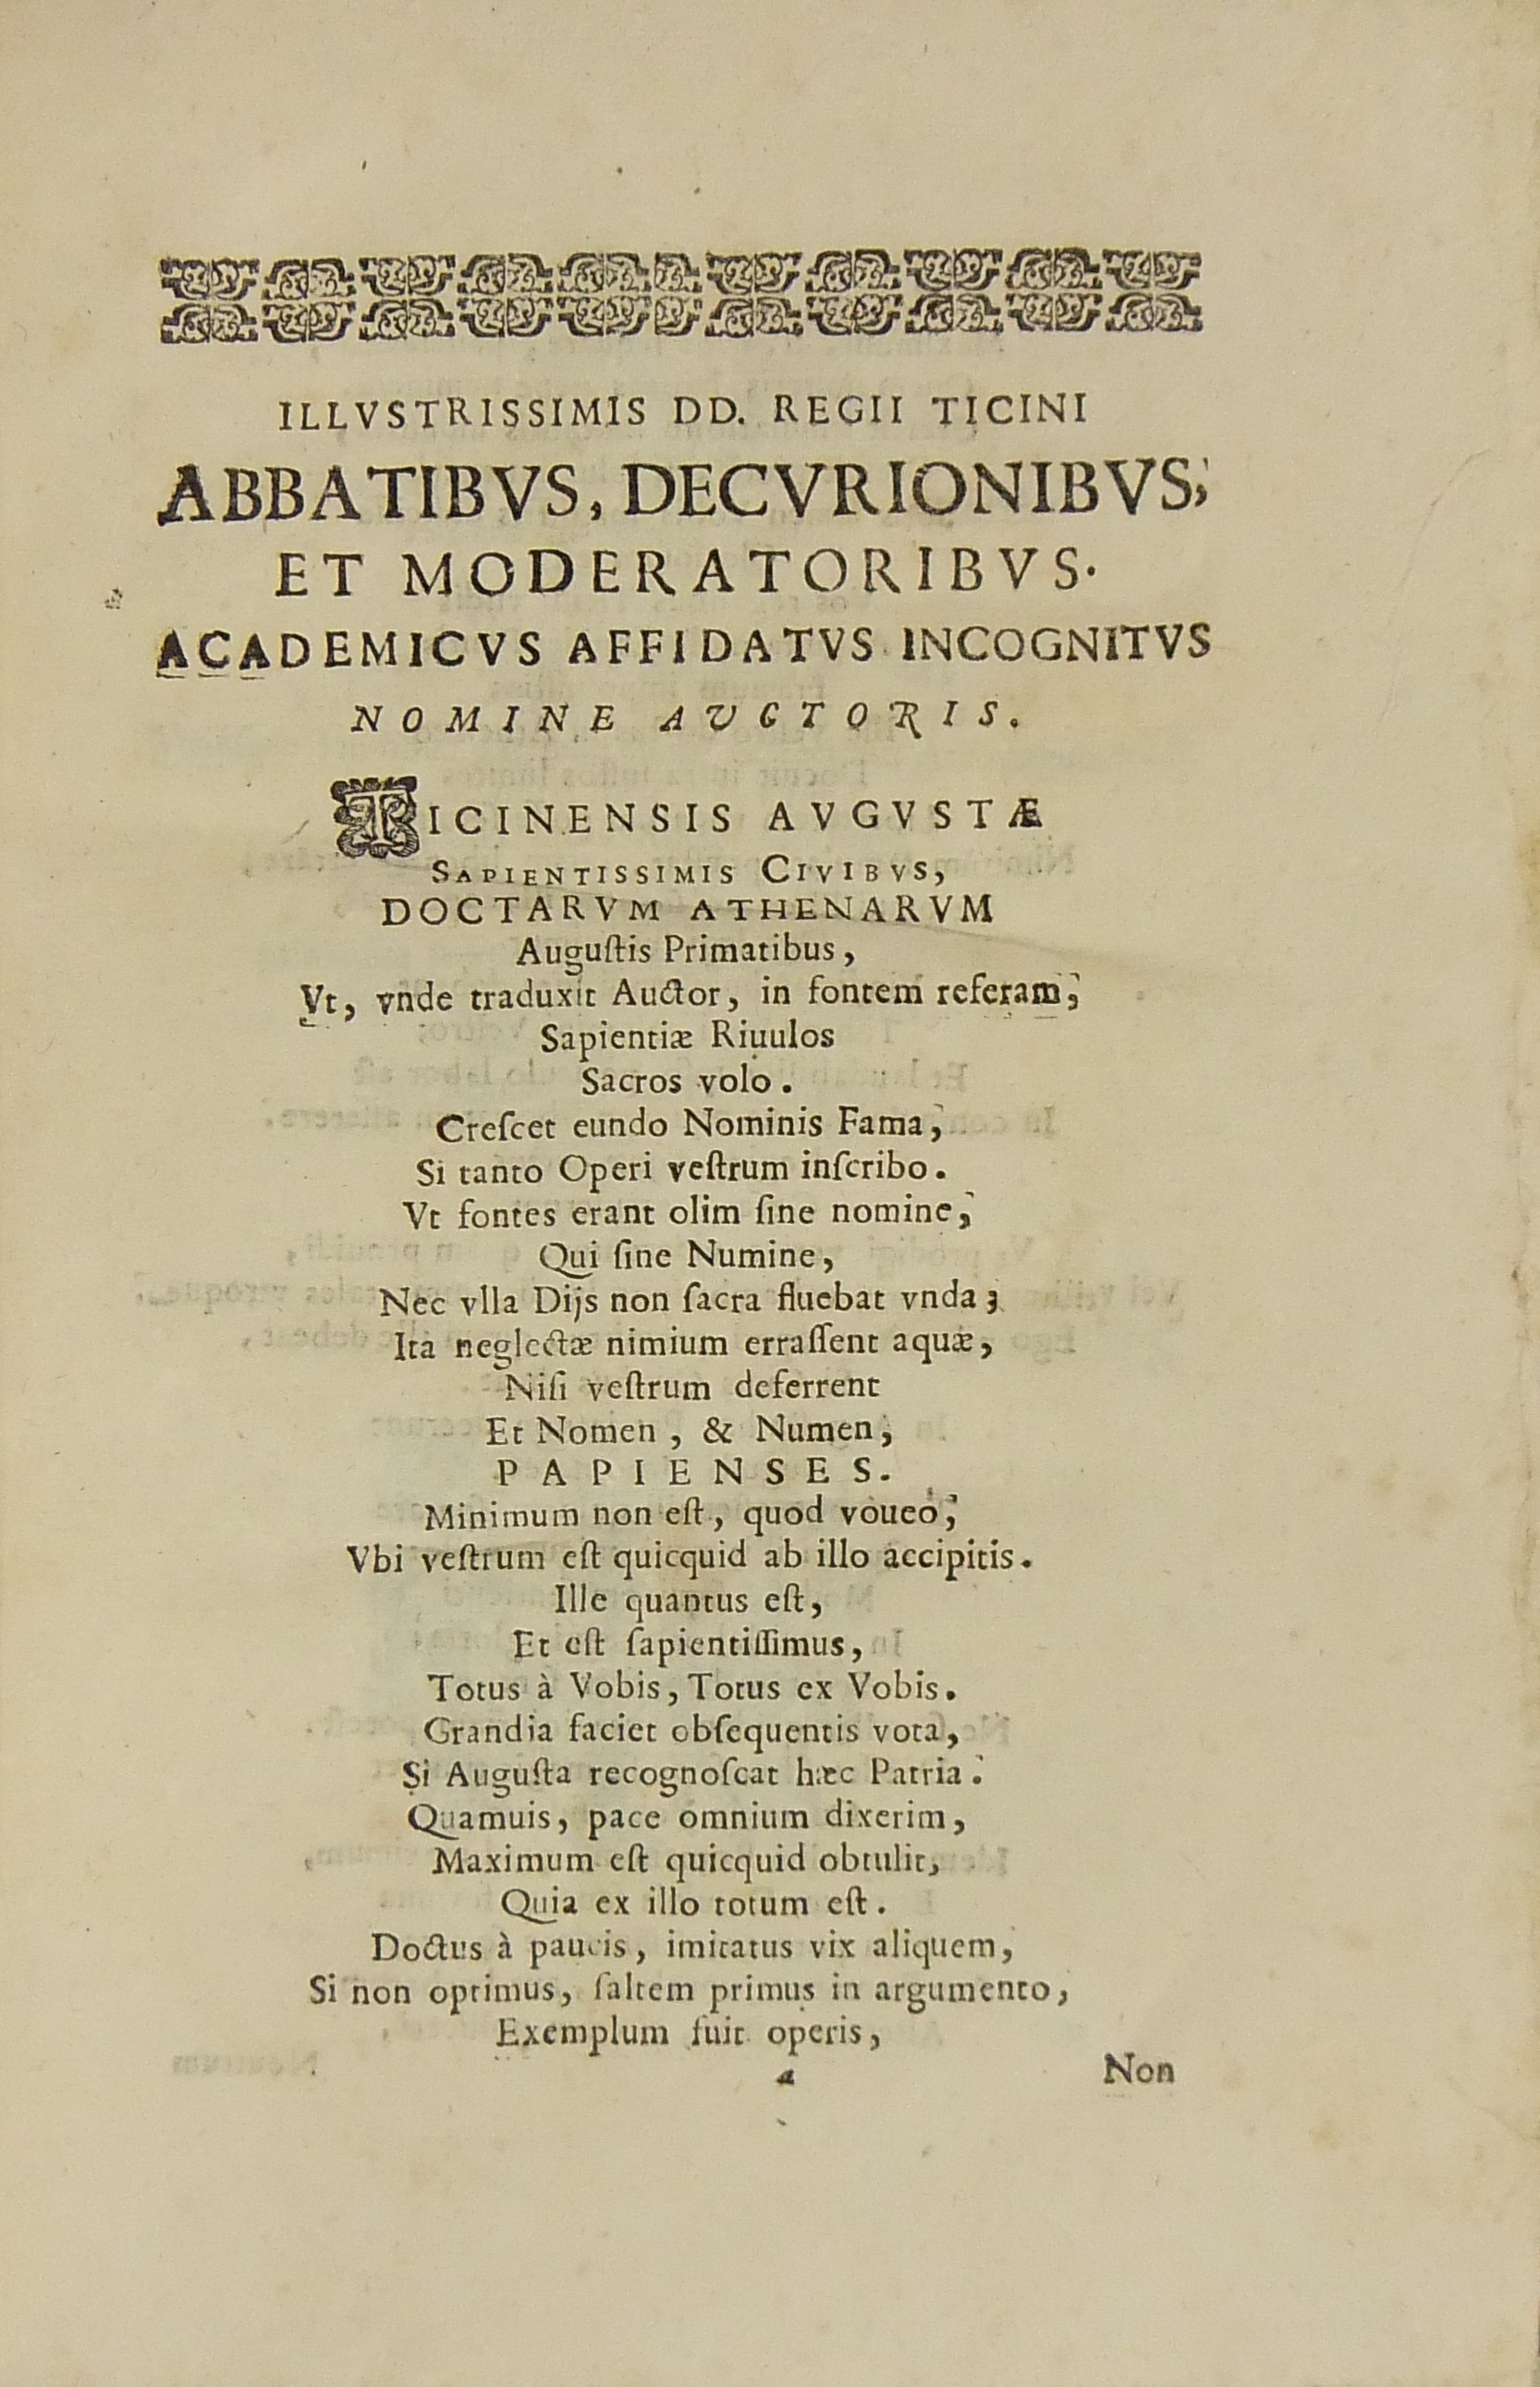 ILLVSTRISSIMIS DD. REGII TICINI
ABBATIBVS, DECVRIONIBVS,
ET MODERATORIBVS.
ACADEMICVS AFFIDATVS INCOGNITVS
NOMINE AVCTORIS.
TICINENSIS AVGVSTÆ
SAPIENTISSIMIS CIVIBVS,
DOCTARVM ATHENARVM
Auguſtis Primatibus,
Vt, vnde traduxit Auctor, in fontem referam,
Sapientiæ Riuulos
Sacros volo.
Creſcet eundo Nominis Fama,
Si tanto Operi veſtrum inſcribo.
Vt fontes erant olim ſine nomine,
Qui ſine Numine,
Nec vlla Dijs non ſacra fluebat vnda;
Ita neglectæ nimium erraſſent aquæ,
Niſi veſtrum deferrent
Et Nomen, & Numen,
PAPIENSES.
Minimum non eſt, quod voueo,
Vbi veſtrum eſt quicquid ab illo accipitis.
Ille quantus eſt,
Et eſt ſapientiſſimus,
Totus à Vobis, Totus ex Vobis.
Grandia faciet obſequentis vota,
Si Auguſta recognoſcat hæc Patria.
Quamuis, pace omnium dixerim,
Maximum eſt quicquid obtulit,
Quia ex illo totum eſt.
Doctus à paucis, imitatus vix aliquem,
Si non optimus, ſaltem primus in argumento,
Exemplum fuit operis,
a Non